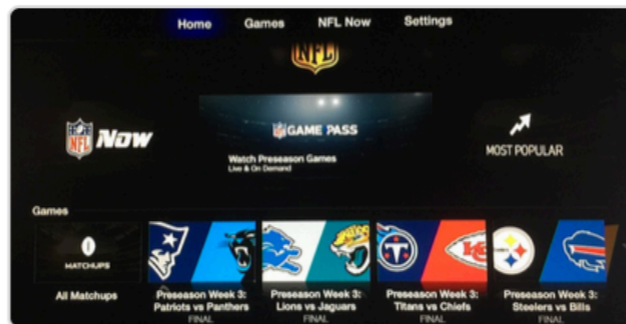 Home Games NFL Now Settings
NFL
NFL NOW
NFL GAME PASS
Watch Preseason Games
Live & On Demand
MOST POPULAR
Games
MATCHUPS
All Matchups
Preseason Week 3:
Patriots vs Panthers
FINAL
Preseason Week 3:
Lions vs Jaguars
FINAL
Preseason Week 3:
Titans vs Chiefs
FINAL
Preseason Week 3:
Steelers vs Bills
FINAL